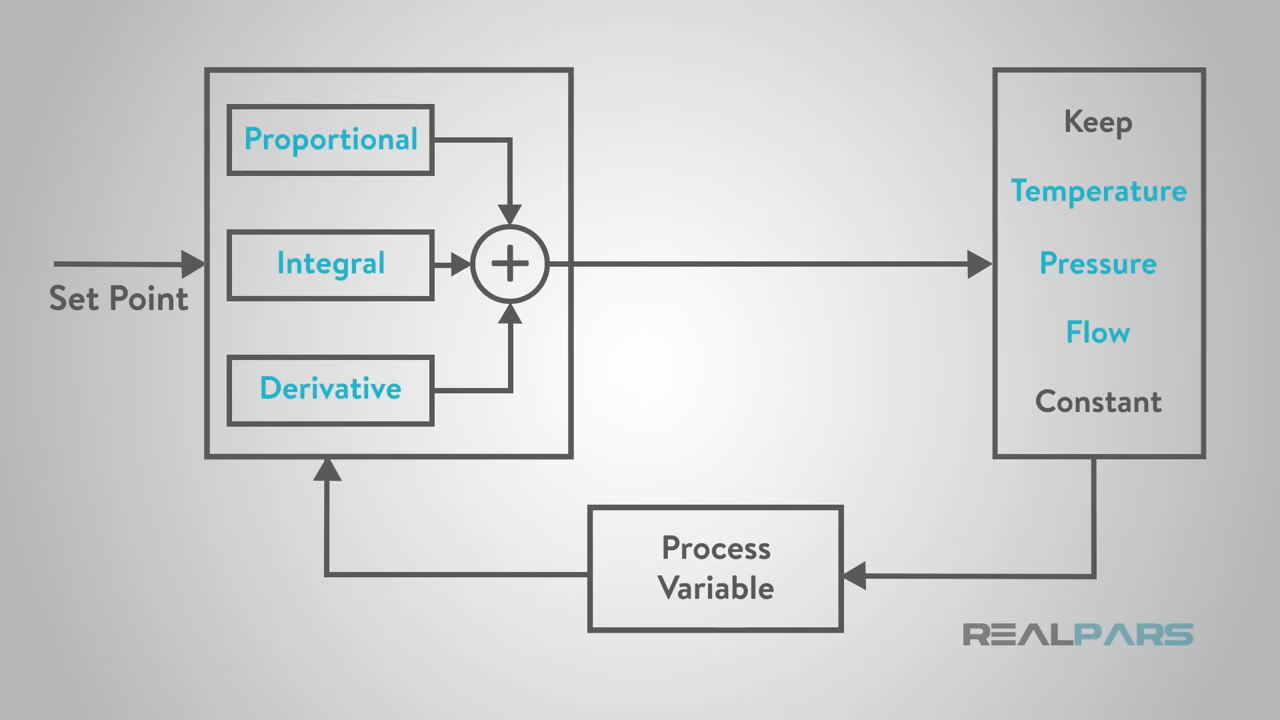 Proportional
Integral
Derivative
Set Point
Keep
Temperature
Pressure
Flow
Constant
Process
Variable
REALPARS